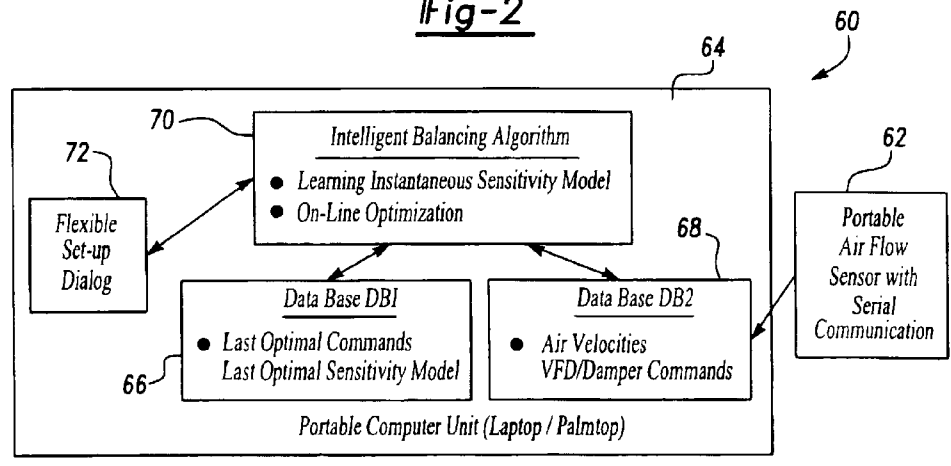 Fig-2
60
64
70
Intelligent Balancing Algorithm
● Learning Instantaneous Sensitivity Model
● On-Line Optimization
72
Flexible
Set-up
Dialog
62
Portable
Air Flow
Sensor with
Serial
Communication
68
Data Base DB1
● Last Optimal Commands
Last Optimal Sensitivity Model
66
Data Base DB2
● Air Velocities
VFD/Damper Commands
Portable Computer Unit (Laptop / Palmtop)